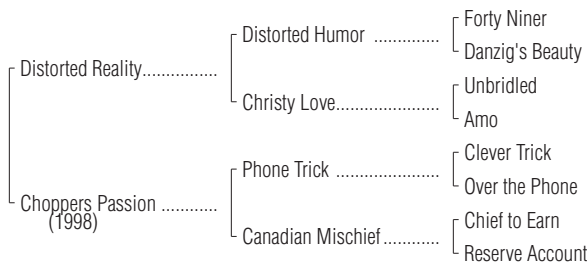 Forty Niner
Distorted Humor ..............
Danzig's Beauty
Distorted Reality................
Unbridled
Christy Love......................
Amo
Clever Trick
Phone Trick ......................
Over the Phone
Choppers Passion ............
(1998)
Chief to Earn
Canadian Mischief............
Reserve Account